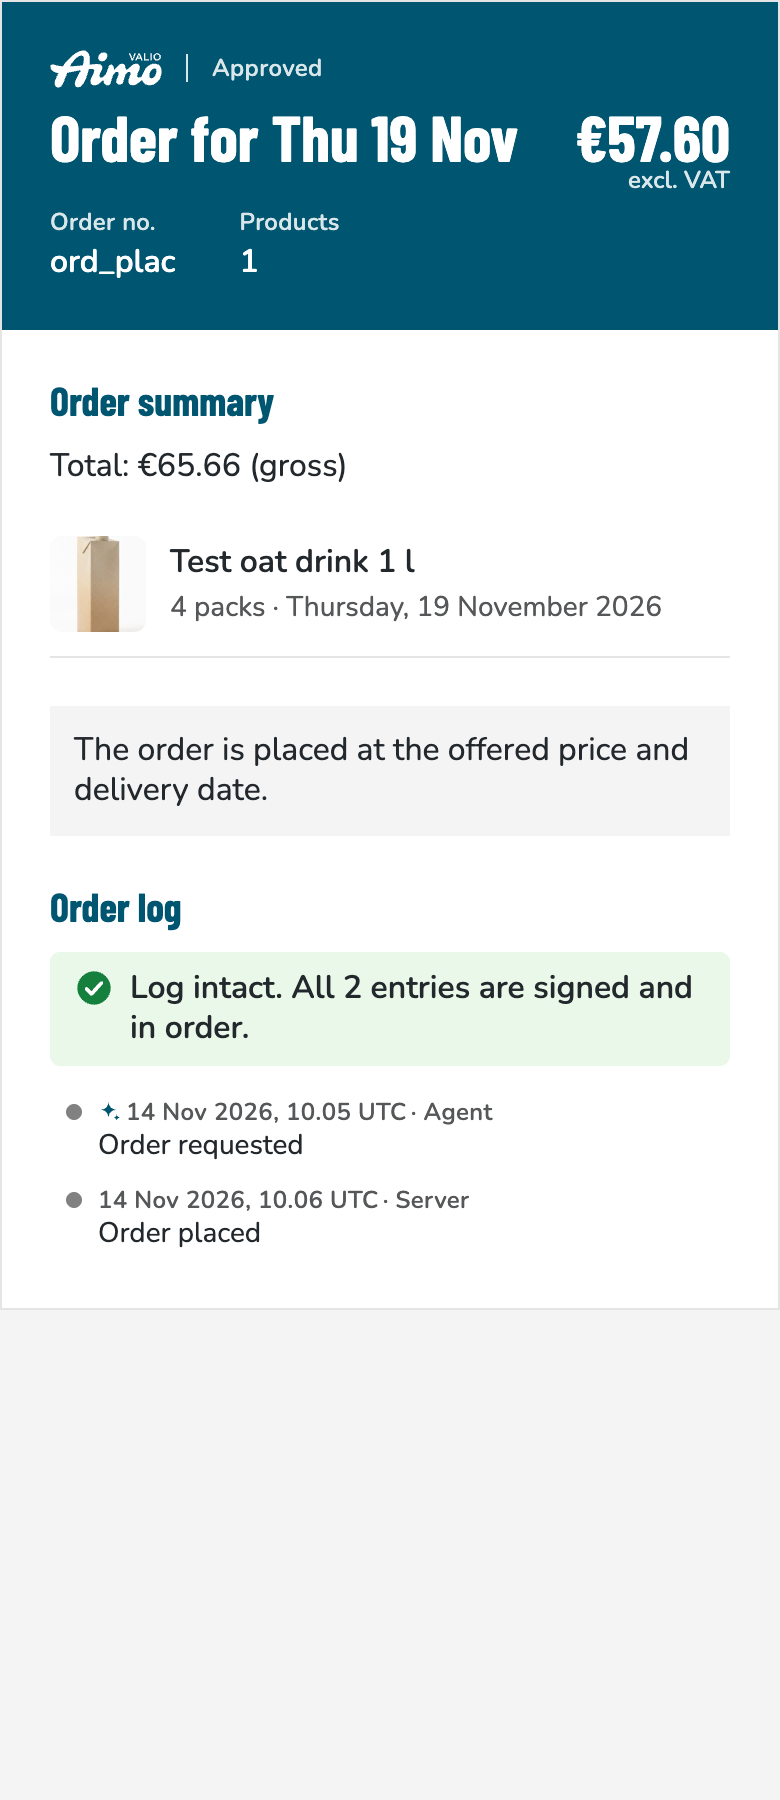 VALIO
Aimo
Approved
Order for Thu 19 Nov
€57.60
excl. VAT
Order no.
Products
ord_plac
1
Order summary
Total: €65.66 (gross)
Test oat drink 1 l
4 packs · Thursday, 19 November 2026
The order is placed at the offered price and
delivery date.
Order log
Log intact. All 2 entries are signed and
in order.
14 Nov 2026, 10.05 UTC · Agent
Order requested
14 Nov 2026, 10.06 UTC · Server
Order placed